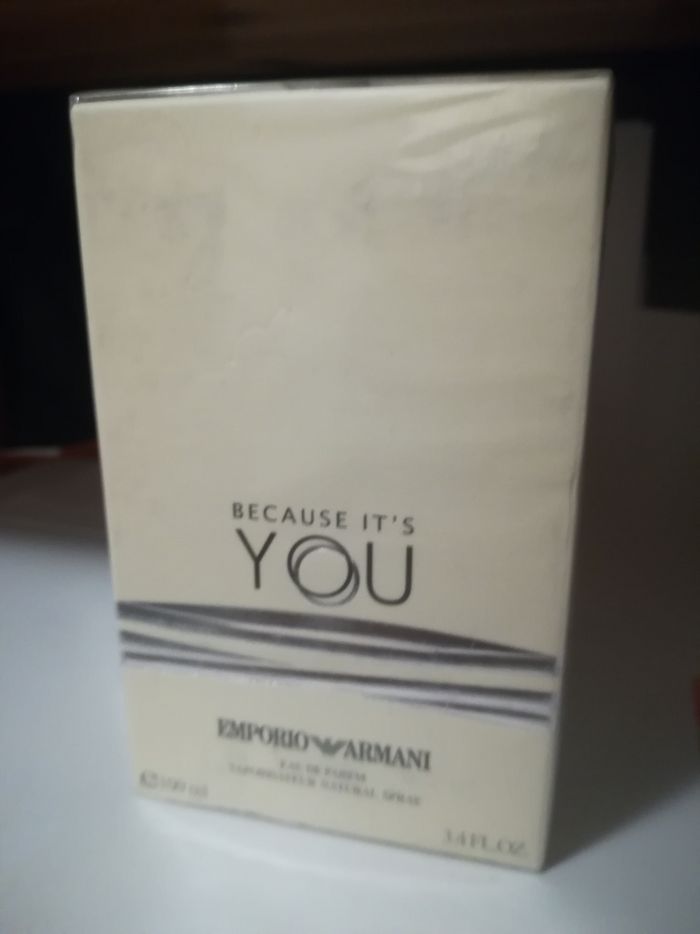 BECAUSE IT'S
YOU
EMPORIO ARMANI
EAU DE PARFUM
VAPORISATEUR NATURAL SPRAY
100 ml
3.4 FL.OZ